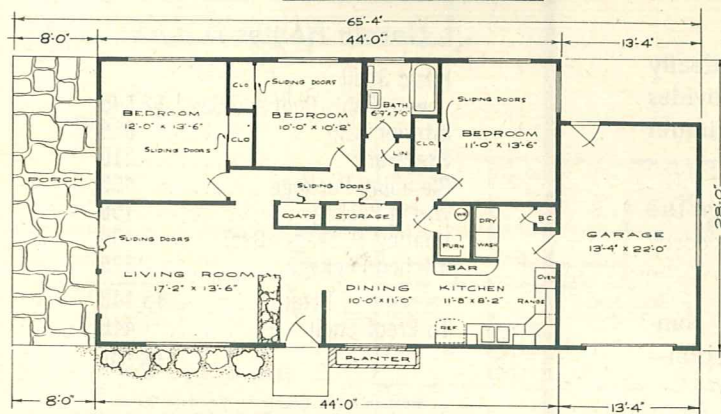 65'-4"
8'-0"
44'-0"
13'-4"
CLO.
SLIDING DOORS
BEDROOM
12'-0" x 13'-6"
SLIDING DOORS
CLO.
BEDROOM
10'-0" x 10'-2"
BATH
6'-7" x 7'-0"
LIN.
CLO.
SLIDING DOORS
BEDROOM
11'-0" x 13'-6"
PORCH
SLIDING DOORS
COATS
STORAGE
FURN.
DRY
WASH
B.C.
GARAGE
13'-4" x 22'-0"
28'-0"
SLIDING DOORS
LIVING ROOM
17'-2" x 13'-6"
DINING
10'-0" x 11'-0"
BAR
KITCHEN
11'-8" x 8'-2"
OVEN
RANGE
REF.
PLANTER
8'-0"
44'-0"
13'-4"